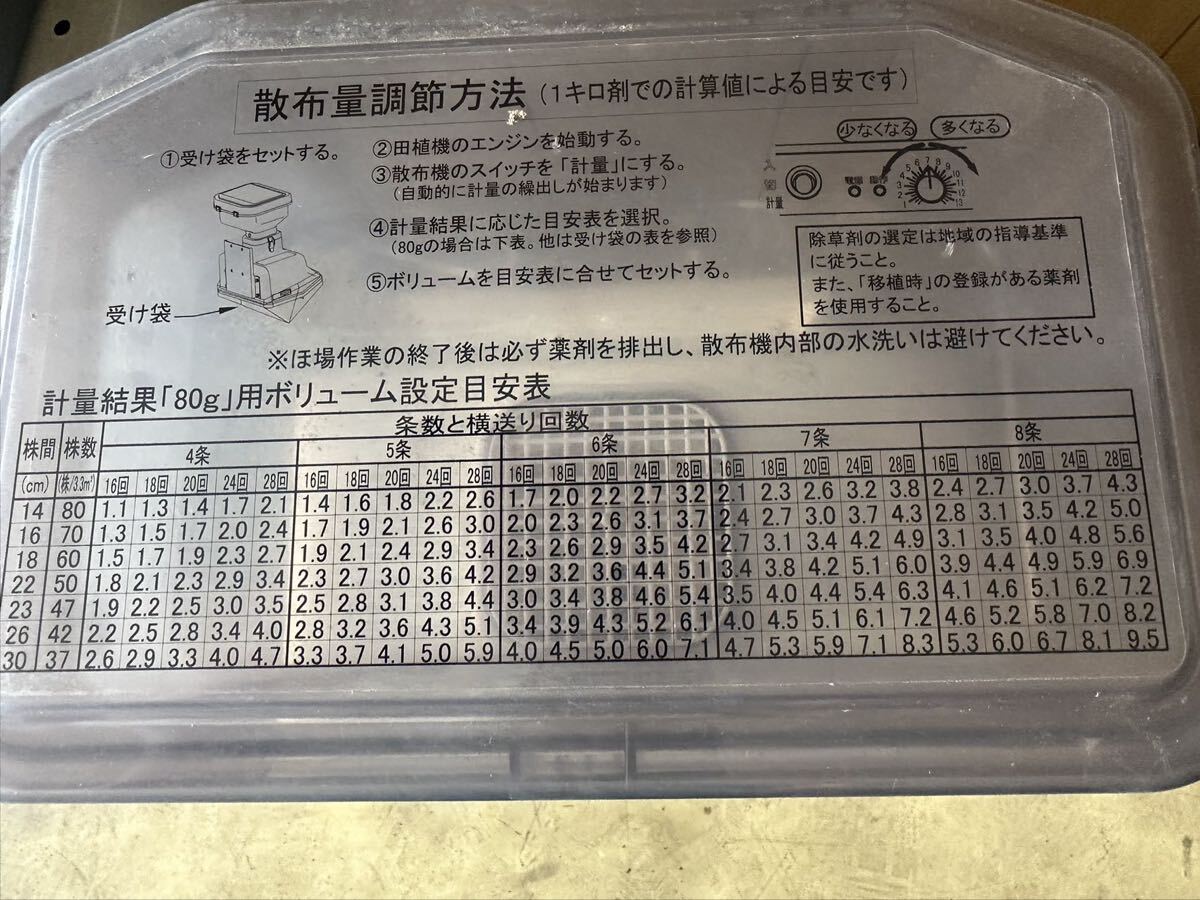 散布量調節方法（1キロ剤での計算値による目安です）
①受け袋をセットする。
②田植機のエンジンを始動する。
③散布機のスイッチを「計量」にする。
（自動的に計量の繰出しが始まります）
④計量結果に応じた目安表を選択。
（80gの場合は下表。他は受け袋の表を参照）
⑤ボリュームを目安表に合せてセットする。
受け袋
少なくなる 多くなる
入
計量
1 2 3 4 5 6 7 8 9 10 11 12 13
除草剤の選定は地域の指導基準
に従うこと。
また、「移植時」の登録がある薬剤
を使用すること。
※ほ場作業の終了後は必ず薬剤を排出し、散布機内部の水洗いは避けてください。
計量結果「80g」用ボリューム設定目安表
株間 株数 条数と横送り回数
4条 5条 6条 7条 8条
(cm) (株/3.3㎡) 16回 18回 20回 24回 28回 16回 18回 20回 24回 28回 16回 18回 20回 24回 28回 16回 18回 20回 24回 28回 16回 18回 20回 24回 28回
14 80 1.1 1.3 1.4 1.7 2.1 1.4 1.6 1.8 2.2 2.6 1.7 2.0 2.2 2.7 3.2 2.1 2.3 2.6 3.2 3.8 2.4 2.7 3.0 3.7 4.3
16 70 1.3 1.5 1.7 2.0 2.4 1.7 1.9 2.1 2.6 3.0 2.0 2.3 2.6 3.1 3.7 2.4 2.7 3.0 3.7 4.3 2.8 3.1 3.5 4.2 5.0
18 60 1.5 1.7 1.9 2.3 2.7 1.9 2.1 2.4 2.9 3.4 2.3 2.6 2.9 3.5 4.2 2.7 3.1 3.4 4.2 4.9 3.1 3.5 4.0 4.8 5.6
22 50 1.8 2.1 2.3 2.9 3.4 2.3 2.7 3.0 3.6 4.2 2.9 3.2 3.6 4.4 5.1 3.4 3.8 4.2 5.1 6.0 3.9 4.4 4.9 5.9 6.9
23 47 1.9 2.2 2.5 3.0 3.5 2.5 2.8 3.1 3.8 4.4 3.0 3.4 3.8 4.6 5.4 3.5 4.0 4.4 5.4 6.3 4.1 4.6 5.1 6.2 7.2
26 42 2.2 2.5 2.8 3.4 4.0 2.8 3.2 3.6 4.3 5.1 3.4 3.9 4.3 5.2 6.1 4.0 4.5 5.1 6.1 7.2 4.6 5.2 5.8 7.0 8.2
30 37 2.6 2.9 3.3 4.0 4.7 3.3 3.7 4.1 5.0 5.9 4.0 4.5 5.0 6.0 7.1 4.7 5.3 5.9 7.1 8.3 5.3 6.0 6.7 8.1 9.5